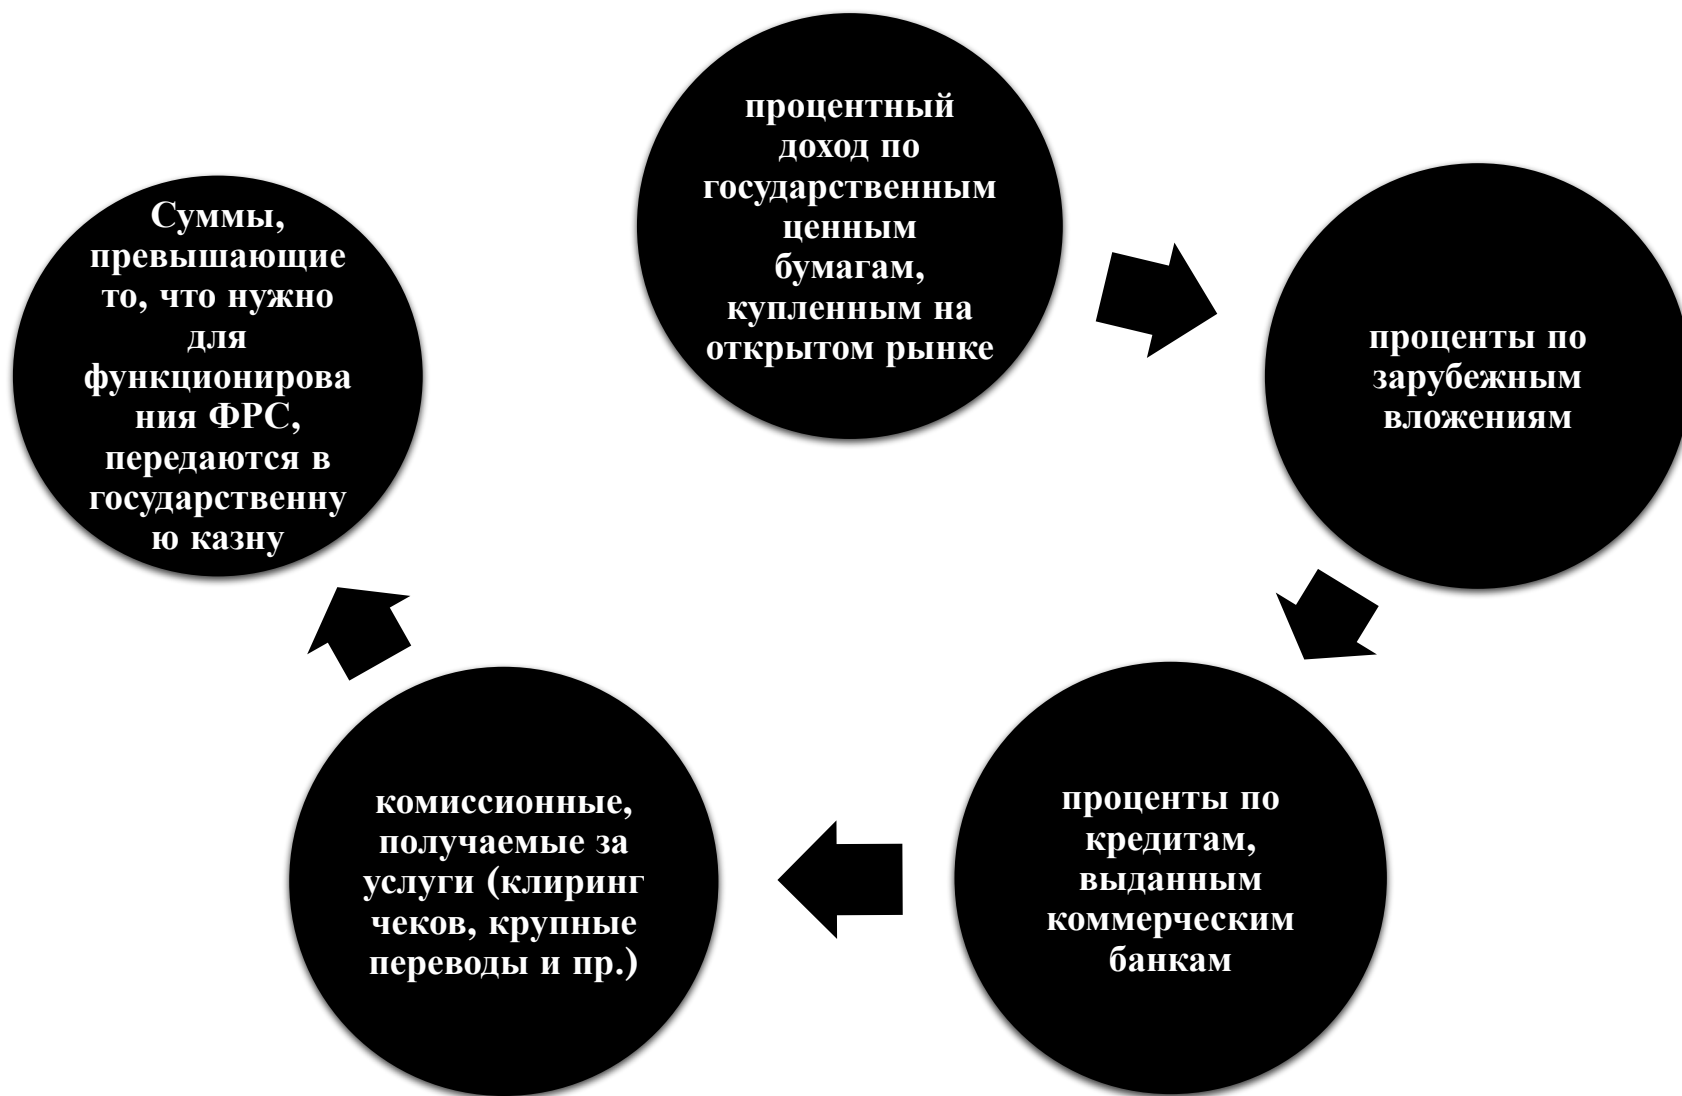 процентный
доход по
государственным
ценным
бумагам,
купленным на
открытом рынке
проценты по
зарубежным
вложениям
проценты по
кредитам,
выданным
коммерческим
банкам
комиссионные,
получаемые за
услуги (клиринг
чеков, крупные
переводы и пр.)
Суммы,
превышающие
то, что нужно
для
функционирова
ния ФРС,
передаются в
государственну
ю казну